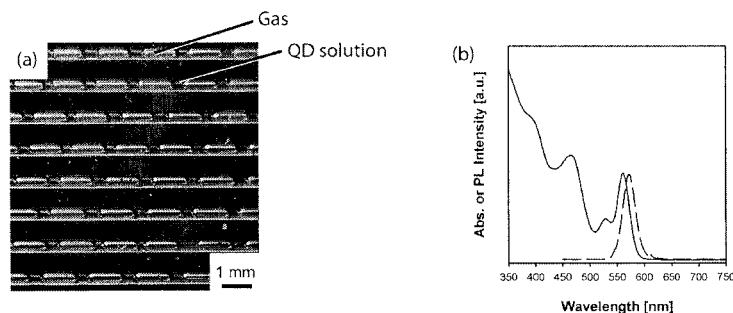 Gas
(a)
QD solution
1 mm
(b)
Abs. or PL Intensity [a.u.]
350 400 450 500 550 600 650 700 750
Wavelength [nm]